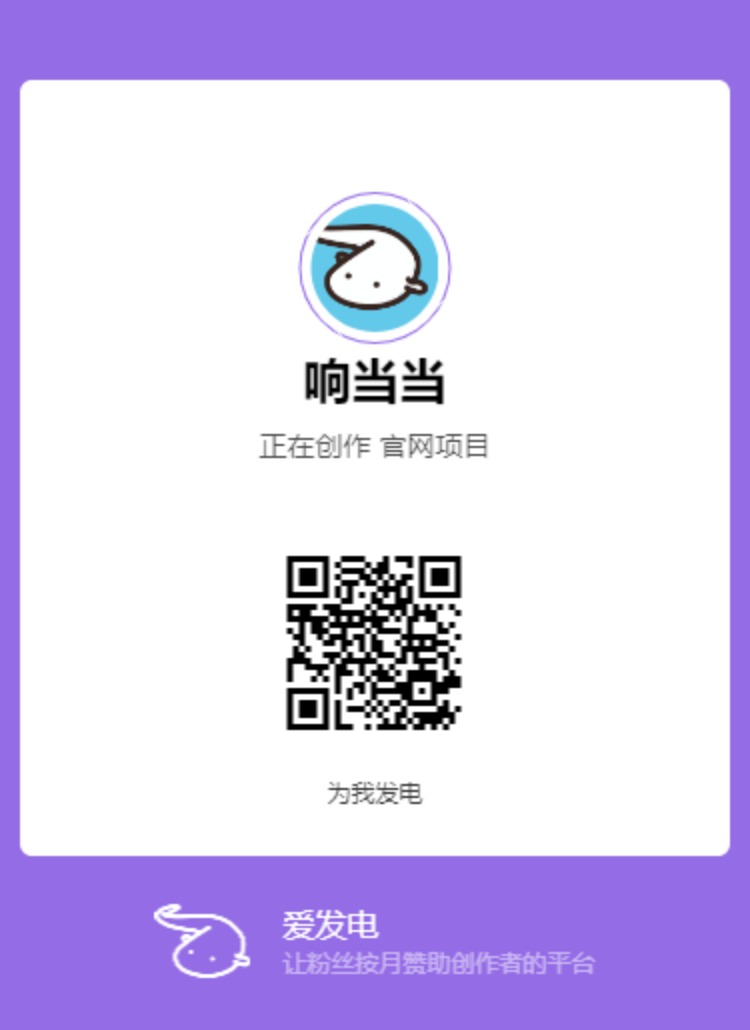 响当当
正在创作 官网项目
为我发电
爱发电
让粉丝按月赞助创作者的平台